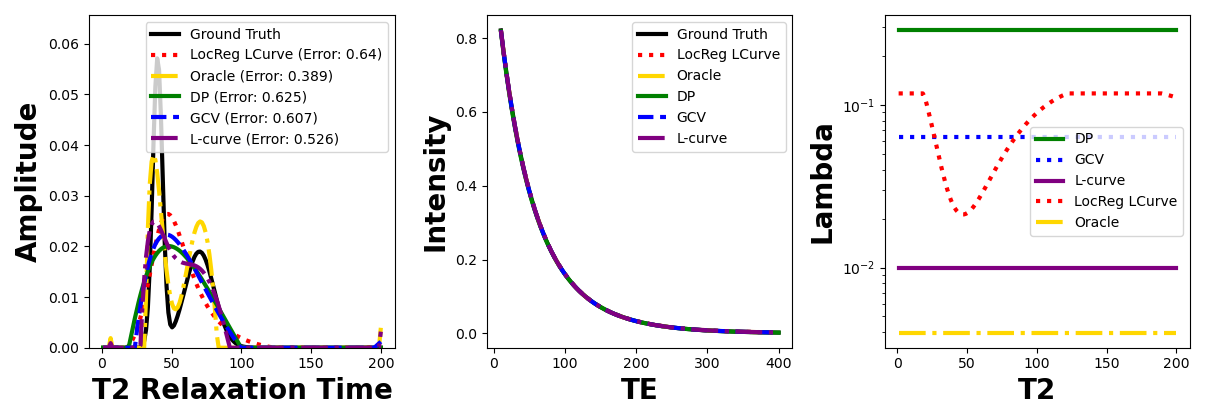 Amplitude
0.06
0.05
0.04
0.03
0.02
0.01
0.00
Ground Truth
LocReg LCurve (Error: 0.64)
Oracle (Error: 0.389)
DP (Error: 0.625)
GCV (Error: 0.607)
L-curve (Error: 0.526)
0 50 100 150 200
T2 Relaxation Time
Intensity
0.8
0.6
0.4
0.2
0.0
Ground Truth
LocReg LCurve
Oracle
DP
GCV
L-curve
0 100 200 300 400
TE
Lambda
10⁻¹
10⁻²
DP
GCV
L-curve
LocReg LCurve
Oracle
0 50 100 150 200
T2